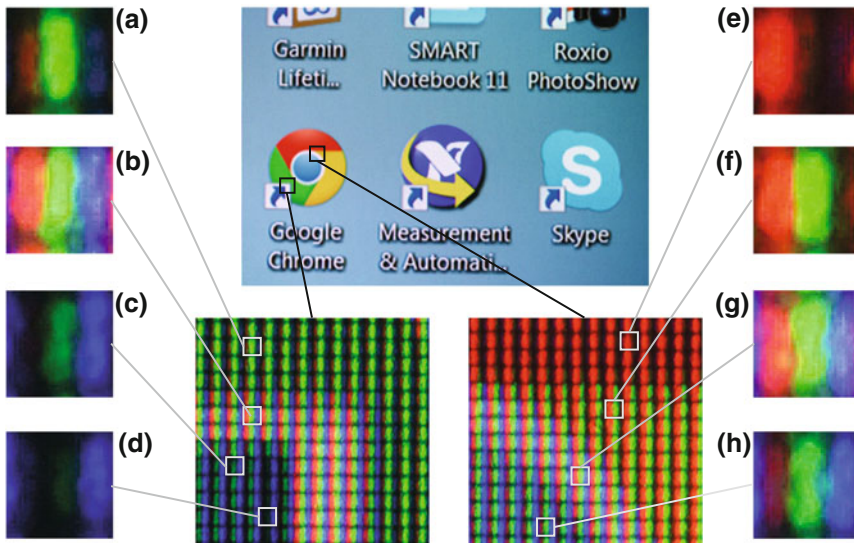 (a)
(b)
(c)
(d)
Garmin
Lifeti...
SMART
Notebook 11
Roxio
PhotoShow
S
Google
Chrome
Measurement
& Automati...
Skype
(e)
(f)
(g)
(h)